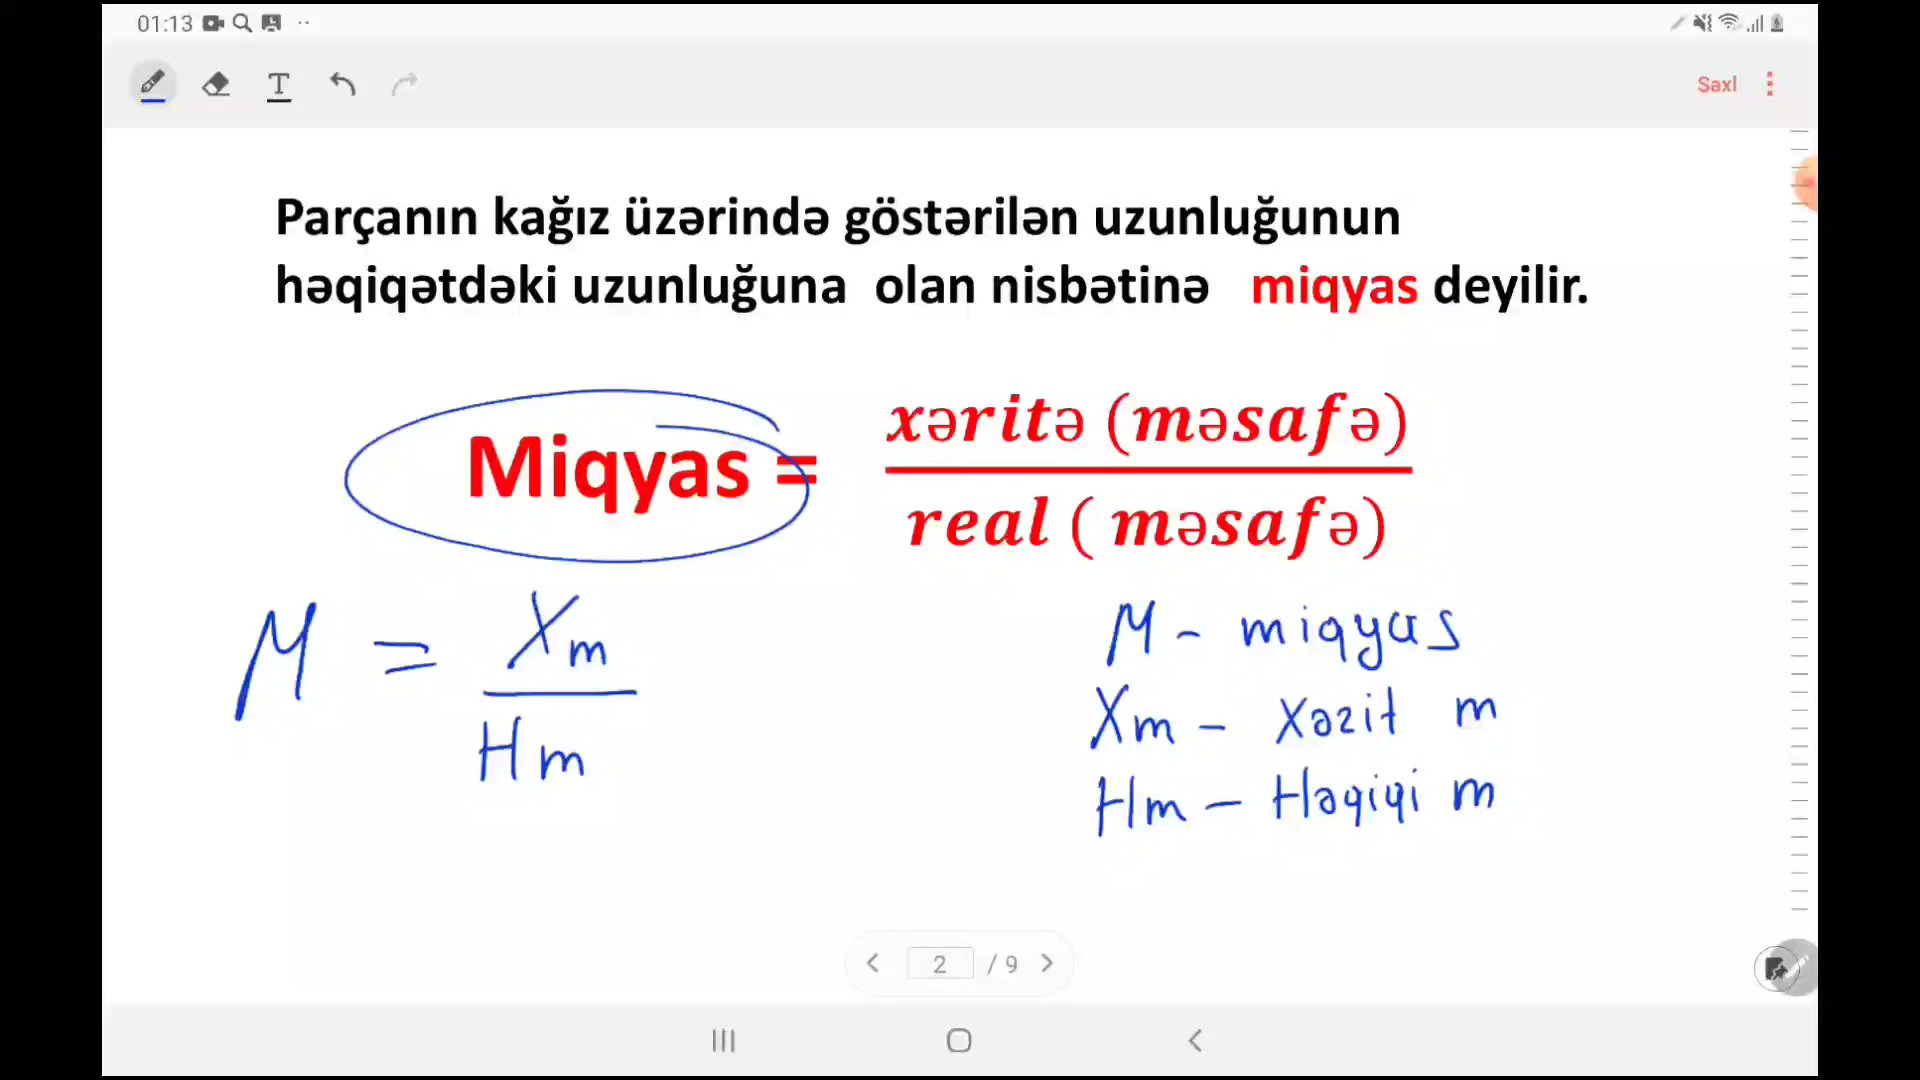 01:13
T
Saxl
Parçanın kağız üzərində göstərilən uzunluğunun
həqiqətdəki uzunluğuna olan nisbətinə miqyas deyilir.
Miqyas = xəritə (məsafə)
real ( məsafə)
M = Xm
Hm
M - miqyas
Xm - Xərit m
Hm - Həqiqi m
2 / 9